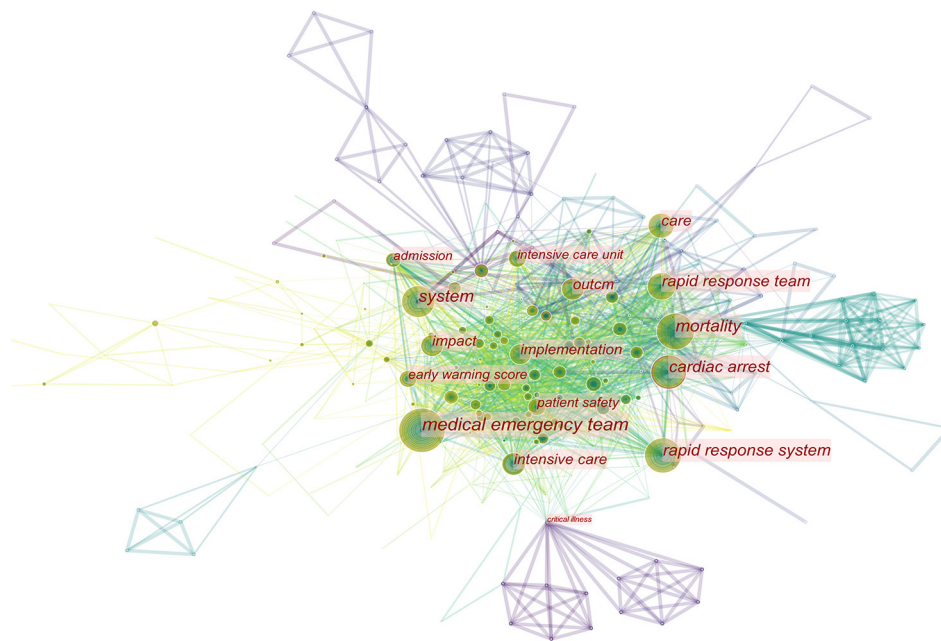 care
admission
intensive care unit
system
outcm
rapid response team
mortality
impact
implementation
cardiac arrest
early warning score
patient safety
medical emergency team
rapid response system
intensive care
critical illness